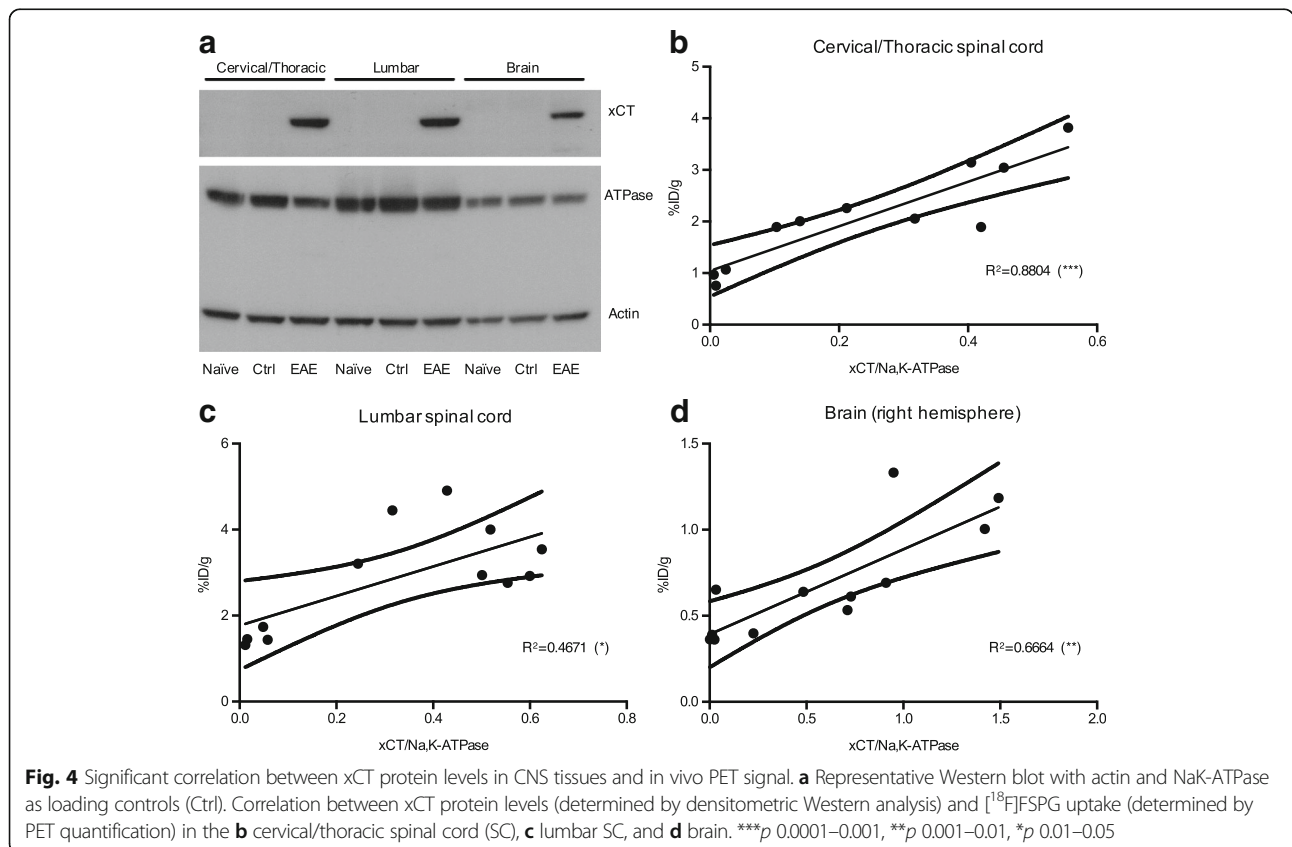 a
Cervical/Thoracic Lumbar Brain
xCT
ATPase
Actin
Naïve Ctrl EAE Naïve Ctrl EAE Naïve Ctrl EAE
b
Cervical/Thoracic spinal cord
5
4
3
2
1
0
%ID/g
R²=0.8804 (***)
0.0 0.2 0.4 0.6
xCT/Na,K-ATPase
c
Lumbar spinal cord
6
4
2
0
%ID/g
R²=0.4671 (*)
0.0 0.2 0.4 0.6 0.8
xCT/Na,K-ATPase
d
Brain (right hemisphere)
1.5
1.0
0.5
0.0
%ID/g
R²=0.6664 (**)
0.0 0.5 1.0 1.5 2.0
xCT/Na,K-ATPase
Fig. 4 Significant correlation between xCT protein levels in CNS tissues and in vivo PET signal. a Representative Western blot with actin and NaK-ATPase
as loading controls (Ctrl). Correlation between xCT protein levels (determined by densitometric Western analysis) and [¹⁸F]FSPG uptake (determined by
PET quantification) in the b cervical/thoracic spinal cord (SC), c lumbar SC, and d brain. ***p 0.0001–0.001, **p 0.001–0.01, *p 0.01–0.05